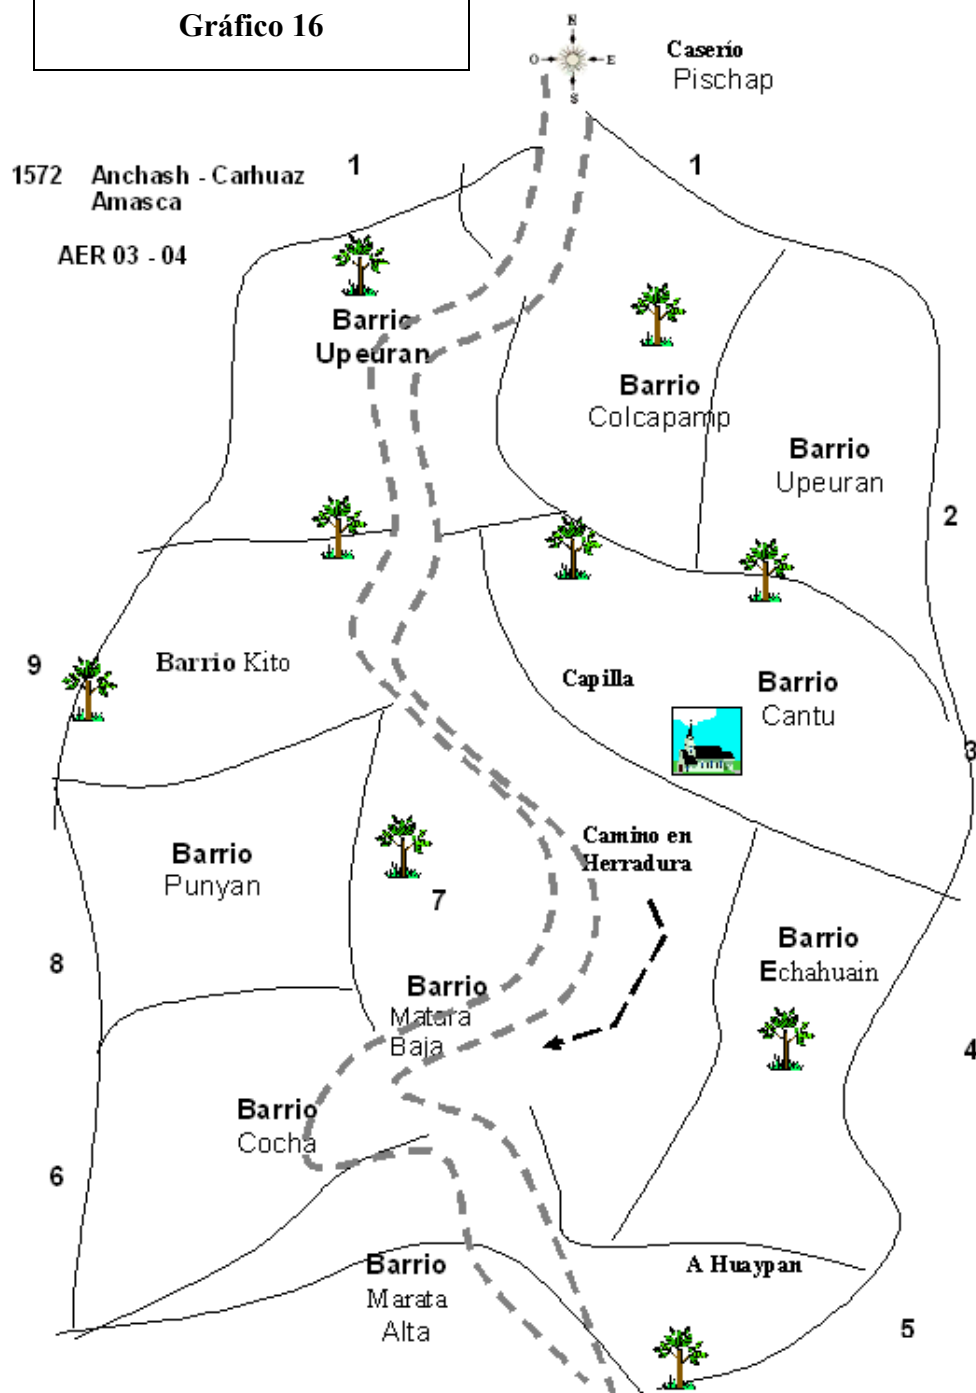 Gráfico 16
N
O
E
S
Caserío
Pischap
1572 Anchash - Carhuaz
Amasca
1
1
AER 03 - 04
Barrio
Upeuran
Barrio
Colcapamp
Barrio
Upeuran
2
9
Barrio Kito
Capilla
Barrio
Cantu
3
Camino en
Herradura
Barrio
Punyan
7
Barrio
Echahuain
8
Barrio
Matara
Baja
4
Barrio
Cocha
6
Barrio
Marata
Alta
A Huaypan
5